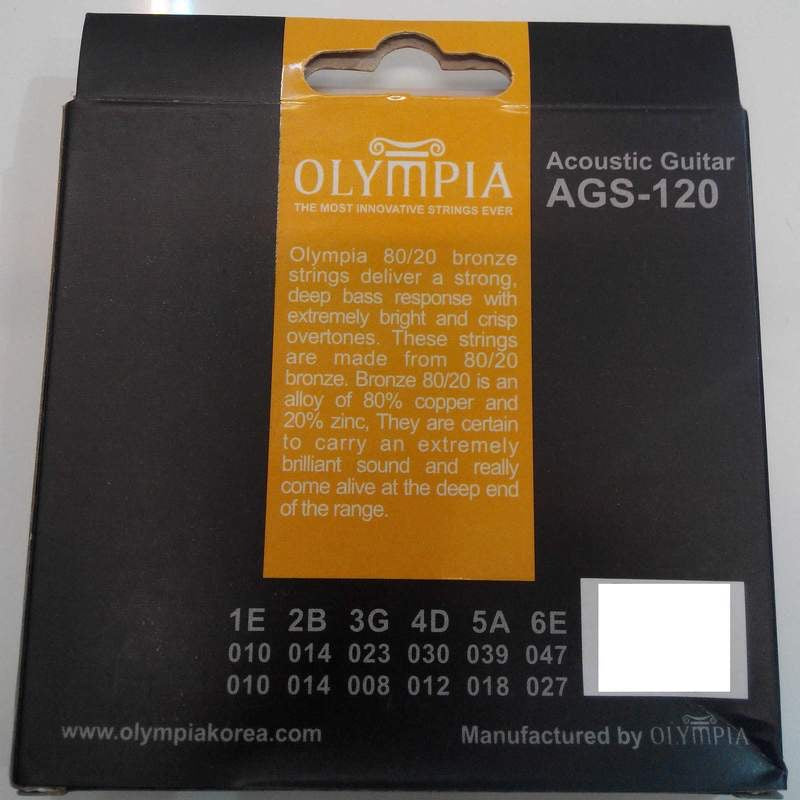 OLYMPIA
THE MOST INNOVATIVE STRINGS EVER
Acoustic Guitar
AGS-120
Olympia 80/20 bronze
strings deliver a strong,
deep bass response with
extremely bright and crisp
overtones. These strings
are made from 80/20
bronze. Bronze 80/20 is an
alloy of 80% copper and
20% zinc, They are certain
to carry an extremely
brilliant sound and really
come alive at the deep end
of the range.
1E 2B 3G 4D 5A 6E
010 014 023 030 039 047
010 014 008 012 018 027
www.olympiakorea.com
Manufactured by OLYMPIA